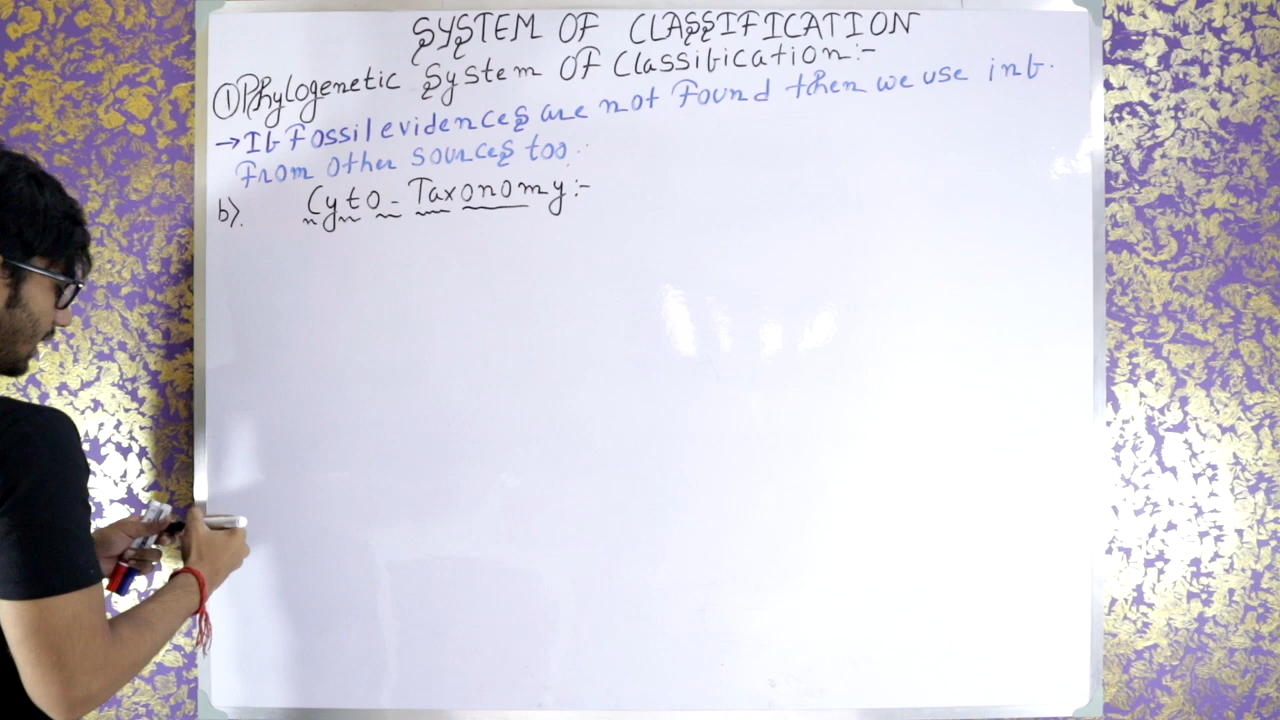 SYSTEM OF CLASSIFICATION
① Phylogenetic System Of Classification:-
→ If Fossil evidences are not Found then we use inf.
From other sources too.
b). Cyto-Taxonomy:-